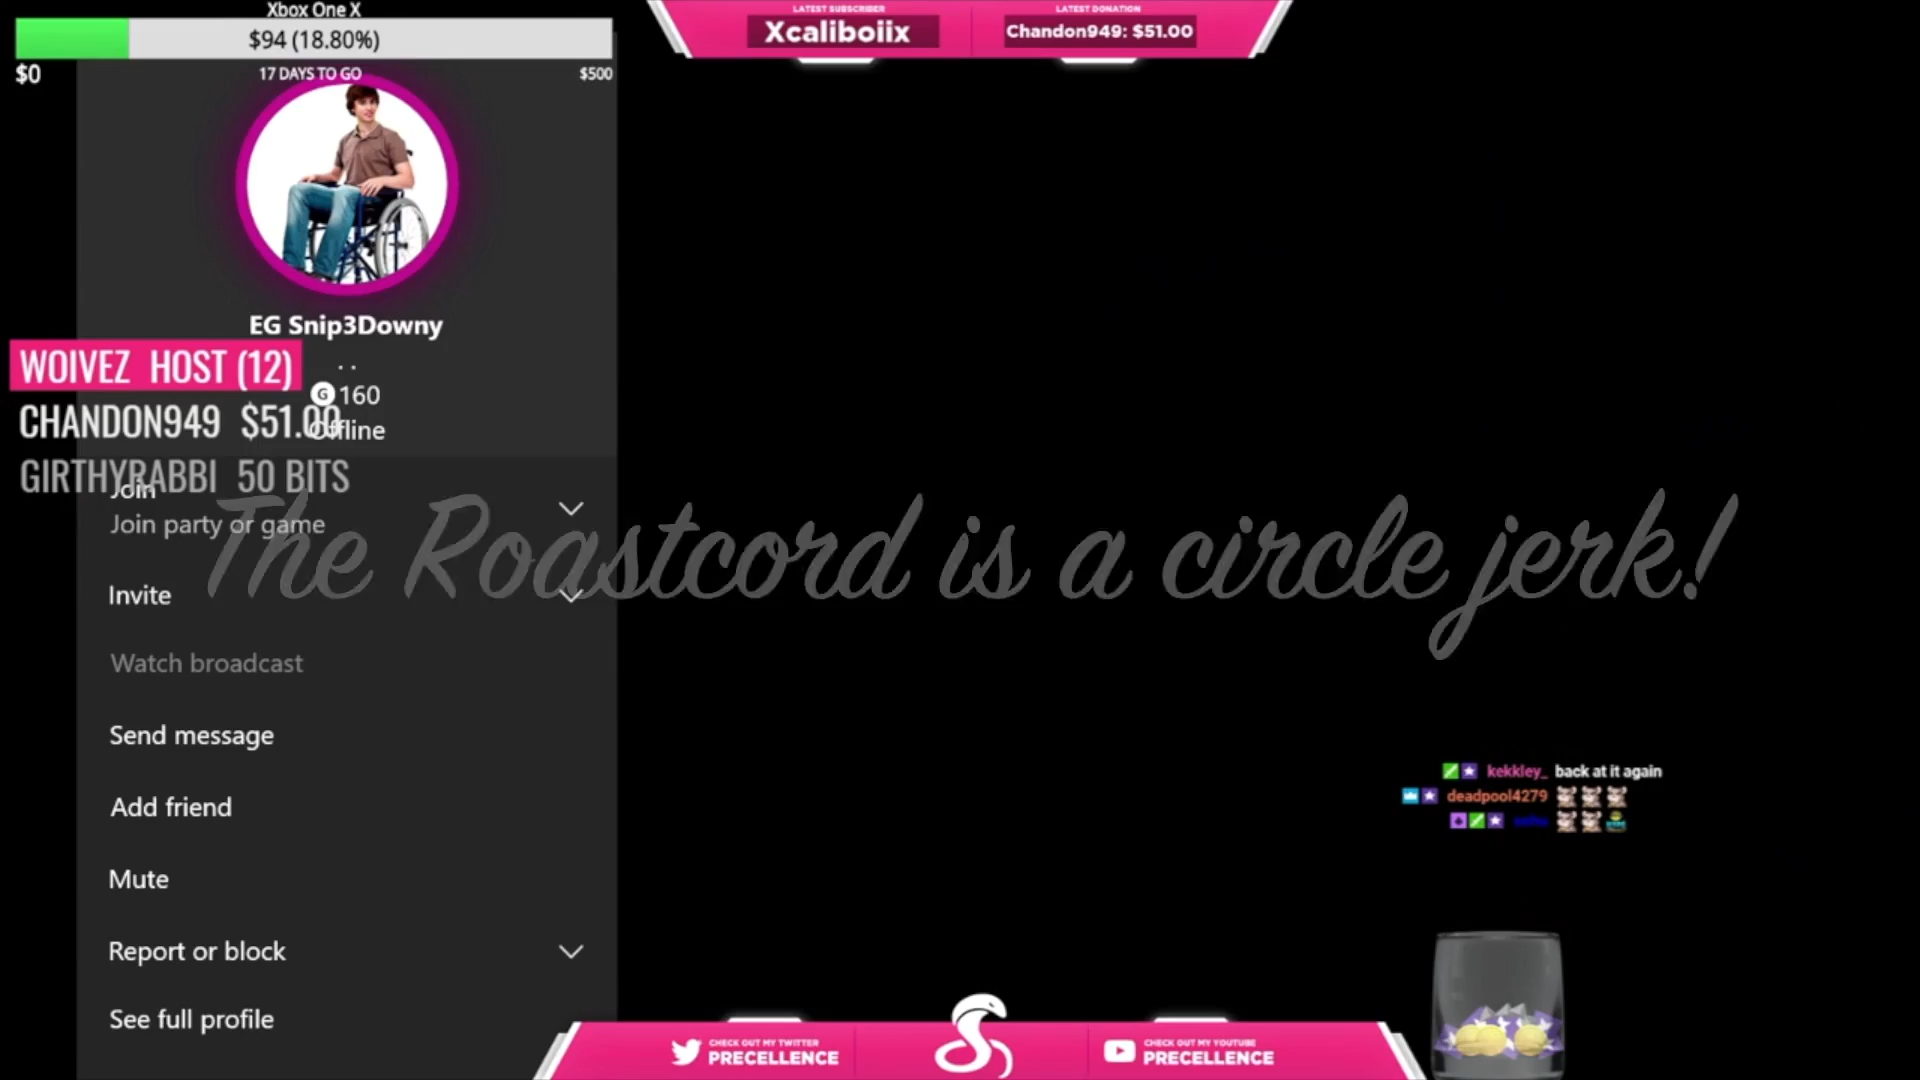 Xbox One X
$94 (18.80%)
$0
17 DAYS TO GO
$500
LATEST SUBSCRIBER
Xcaliboiix
LATEST DONATION
Chandon949: $51.00
EG Snip3Downy
WOIVEZ HOST (12)
. .
G 160
CHANDON949 $51.00
Offline
GIRTHYRABBI 50 BITS
Join
Join party or game
The Roastcord is a circle jerk!
Invite
Watch broadcast
Send message
kekkley_ back at it again
deadpool4279
Add friend
Mute
Report or block
See full profile
CHECK OUT MY TWITTER
PRECELLENCE
CHECK OUT MY YOUTUBE
PRECELLENCE